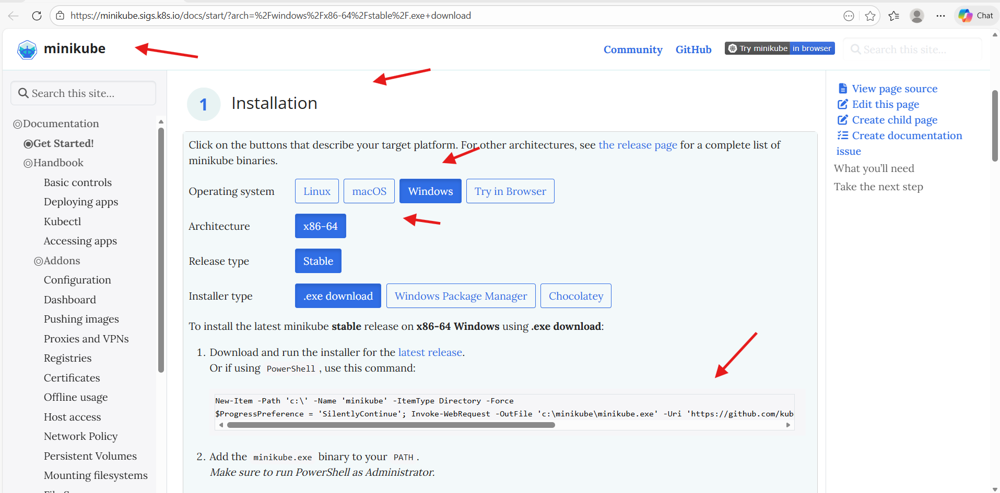 https://minikube.sigs.k8s.io/docs/start/?arch=%2Fwindows%2Fx86-64%2Fstable%2F.exe+download
Chat
minikube
Community
GitHub
Try minikube in browser
Search this site...
Search this site...
Documentation
Get Started!
Handbook
Basic controls
Deploying apps
Kubectl
Accessing apps
Addons
Configuration
Dashboard
Pushing images
Proxies and VPNs
Registries
Certificates
Offline usage
Host access
Network Policy
Persistent Volumes
Mounting filesystems
1 Installation
Click on the buttons that describe your target platform. For other architectures, see the release page for a complete list of
minikube binaries.
Operating system Linux macOS Windows Try in Browser
Architecture x86-64
Release type Stable
Installer type .exe download Windows Package Manager Chocolatey
To install the latest minikube stable release on x86-64 Windows using .exe download:
1. Download and run the installer for the latest release.
Or if using PowerShell, use this command:
New-Item -Path 'c:\' -Name 'minikube' -ItemType Directory -Force
$ProgressPreference = 'SilentlyContinue'; Invoke-WebRequest -OutFile 'c:\minikube\minikube.exe' -Uri 'https://github.com/kub
2. Add the minikube.exe binary to your PATH.
Make sure to run PowerShell as Administrator.
View page source
Edit this page
Create child page
Create documentation
issue
What you'll need
Take the next step